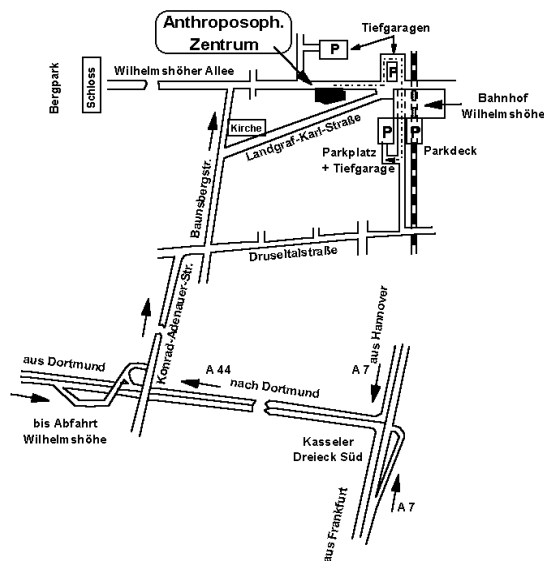 Anthroposoph.
Zentrum
Tiefgaragen
P
P
Bergpark
Schloss
Wilhelmshöher Allee
Bahnhof
Wilhelmshöhe
Kirche
Landgraf-Karl-Straße
P
P
Parkplatz
+ Tiefgarage
Parkdeck
Baunsbergstr.
Druseltalstraße
Konrad-Adenauer-Str.
aus Hannover
aus Dortmund
A 44
nach Dortmund
A 7
bis Abfahrt
Wilhelmshöhe
Kasseler
Dreieck Süd
A 7
aus Frankfurt